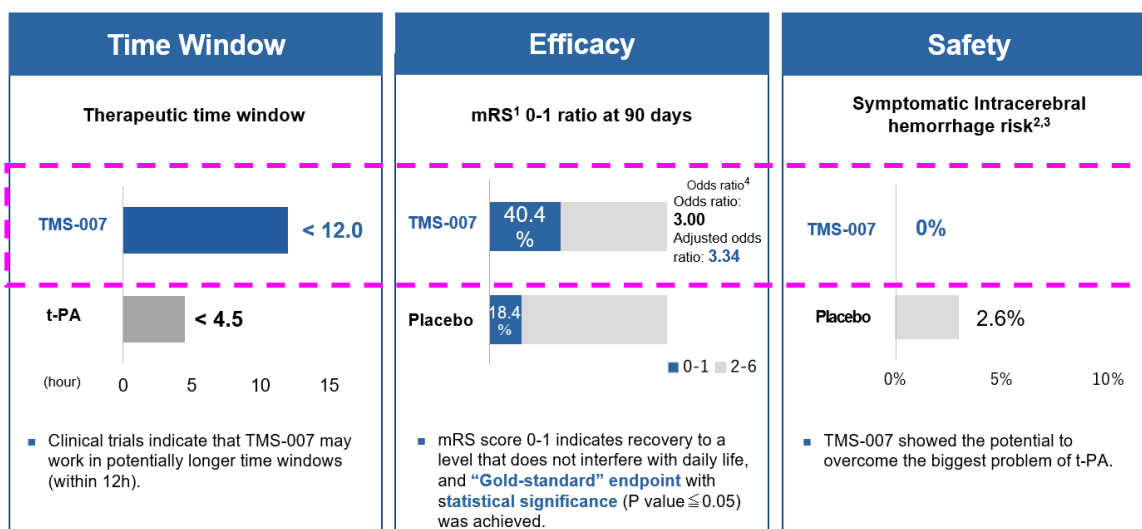 Time Window
Therapeutic time window
TMS-007
< 12.0
t-PA
< 4.5
(hour)
0
5
10
15
■ Clinical trials indicate that TMS-007 may
work in potentially longer time windows
(within 12h).
Efficacy
mRS¹ 0-1 ratio at 90 days
TMS-007
40.4
%
Odds ratio⁴
Odds ratio:
3.00
Adjusted odds
ratio: 3.34
Placebo
18.4
%
■ 0-1 ■ 2-6
■ mRS score 0-1 indicates recovery to a
level that does not interfere with daily life,
and “Gold-standard” endpoint with
statistical significance (P value≦0.05)
was achieved.
Safety
Symptomatic Intracerebral
hemorrhage risk²,³
TMS-007
0%
Placebo
2.6%
0%
5%
10%
■ TMS-007 showed the potential to
overcome the biggest problem of t-PA.